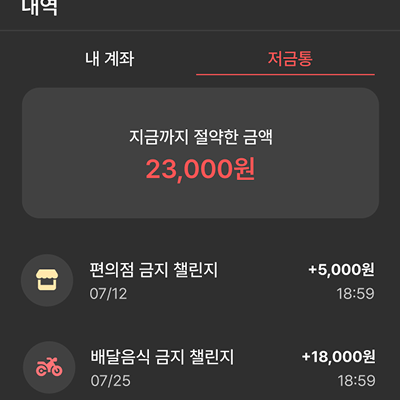 내역
내 계좌
저금통
지금까지 절약한 금액
23,000원
편의점 금지 챌린지
+5,000원
07/12
18:59
배달음식 금지 챌린지
+18,000원
07/25
18:59